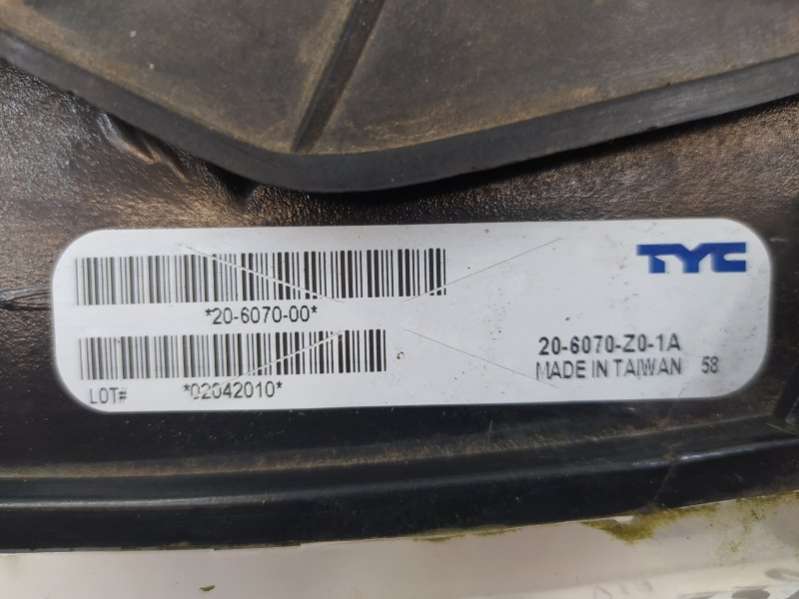 TYC
*20-6070-00*
20-6070-Z0-1A
MADE IN TAIWAN 58
LOT# *02042010*